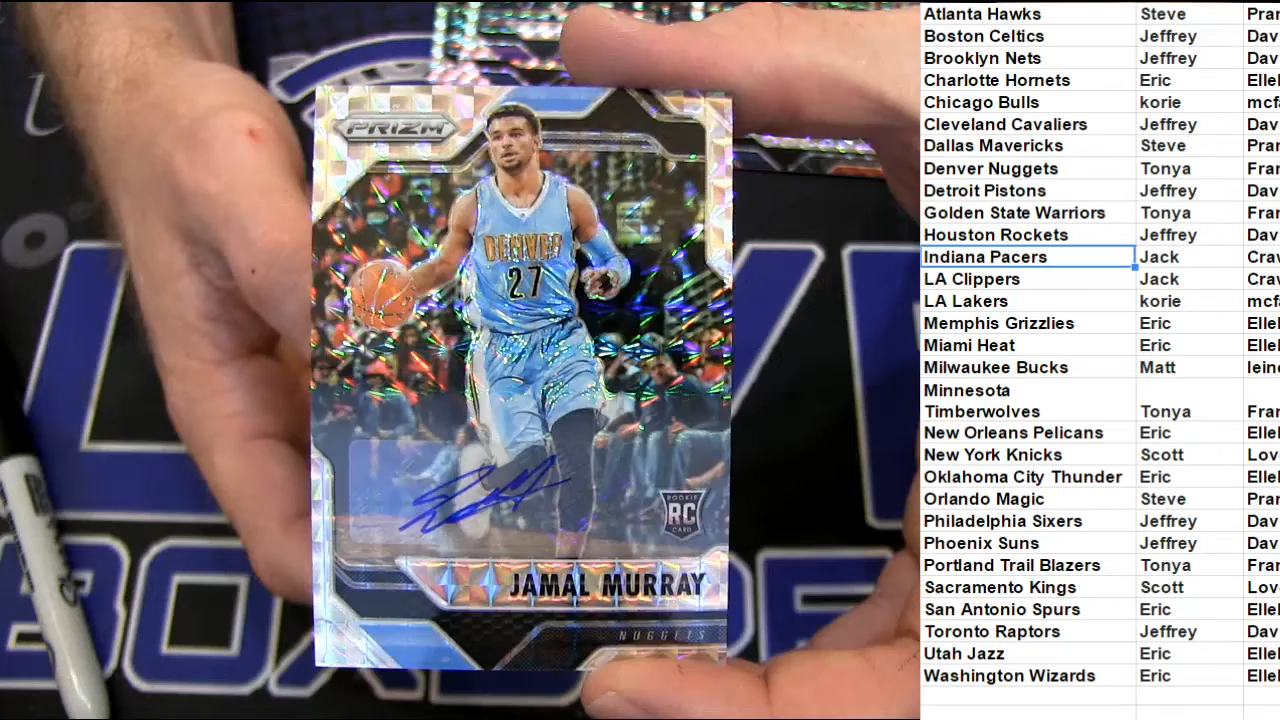 PRIZM
DENVER
27
ROOKIE
RC
CARD
JAMAL MURRAY
NUGGETS
Atlanta Hawks Steve
Boston Celtics Jeffrey
Brooklyn Nets Jeffrey
Charlotte Hornets Eric
Chicago Bulls korie
Cleveland Cavaliers Jeffrey
Dallas Mavericks Steve
Denver Nuggets Tonya
Detroit Pistons Jeffrey
Golden State Warriors Tonya
Houston Rockets Jeffrey
Indiana Pacers Jack
LA Clippers Jack
LA Lakers korie
Memphis Grizzlies Eric
Miami Heat Eric
Milwaukee Bucks Matt
Minnesota
Timberwolves Tonya
New Orleans Pelicans Eric
New York Knicks Scott
Oklahoma City Thunder Eric
Orlando Magic Steve
Philadelphia Sixers Jeffrey
Phoenix Suns Jeffrey
Portland Trail Blazers Tonya
Sacramento Kings Scott
San Antonio Spurs Eric
Toronto Raptors Jeffrey
Utah Jazz Eric
Washington Wizards Eric